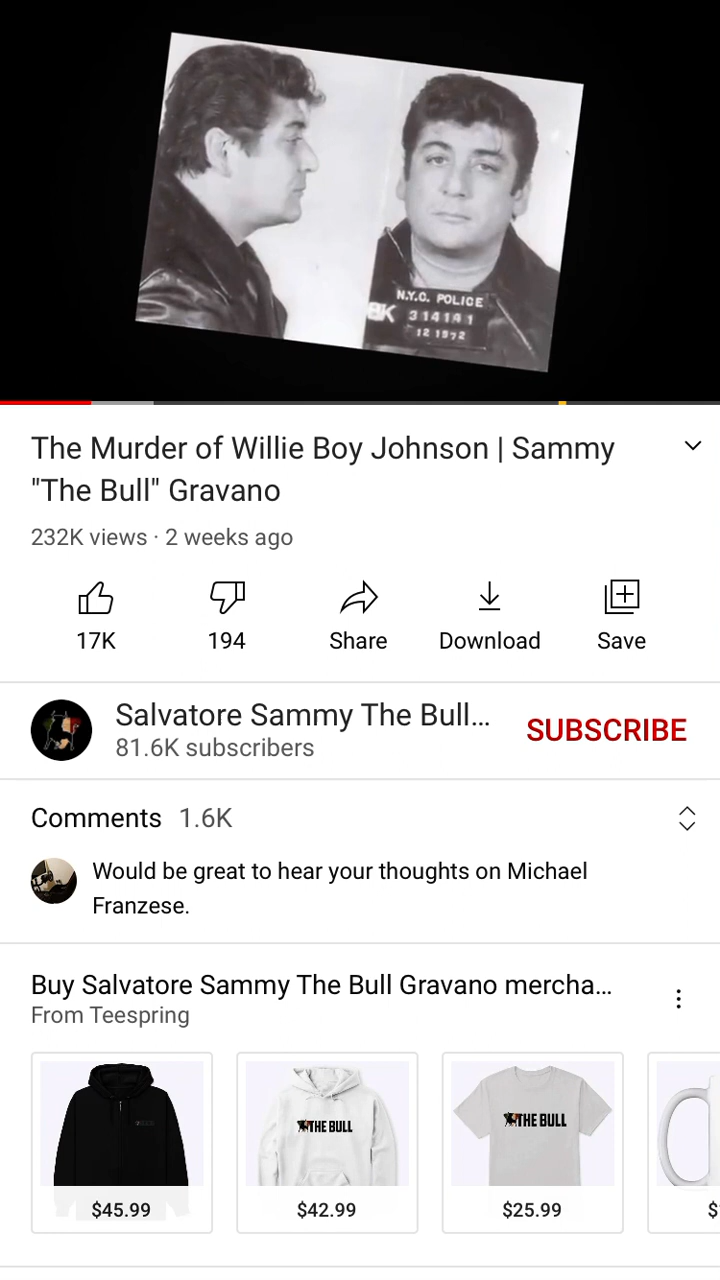 N.Y.C. POLICE
BK 314191
12 1972
The Murder of Willie Boy Johnson | Sammy
"The Bull" Gravano
232K views · 2 weeks ago
17K
194
Share
Download
Save
Salvatore Sammy The Bull...
81.6K subscribers
SUBSCRIBE
Comments 1.6K
Would be great to hear your thoughts on Michael
Franzese.
Buy Salvatore Sammy The Bull Gravano mercha...
From Teespring
THE BULL
THE BULL
$45.99
$42.99
$25.99